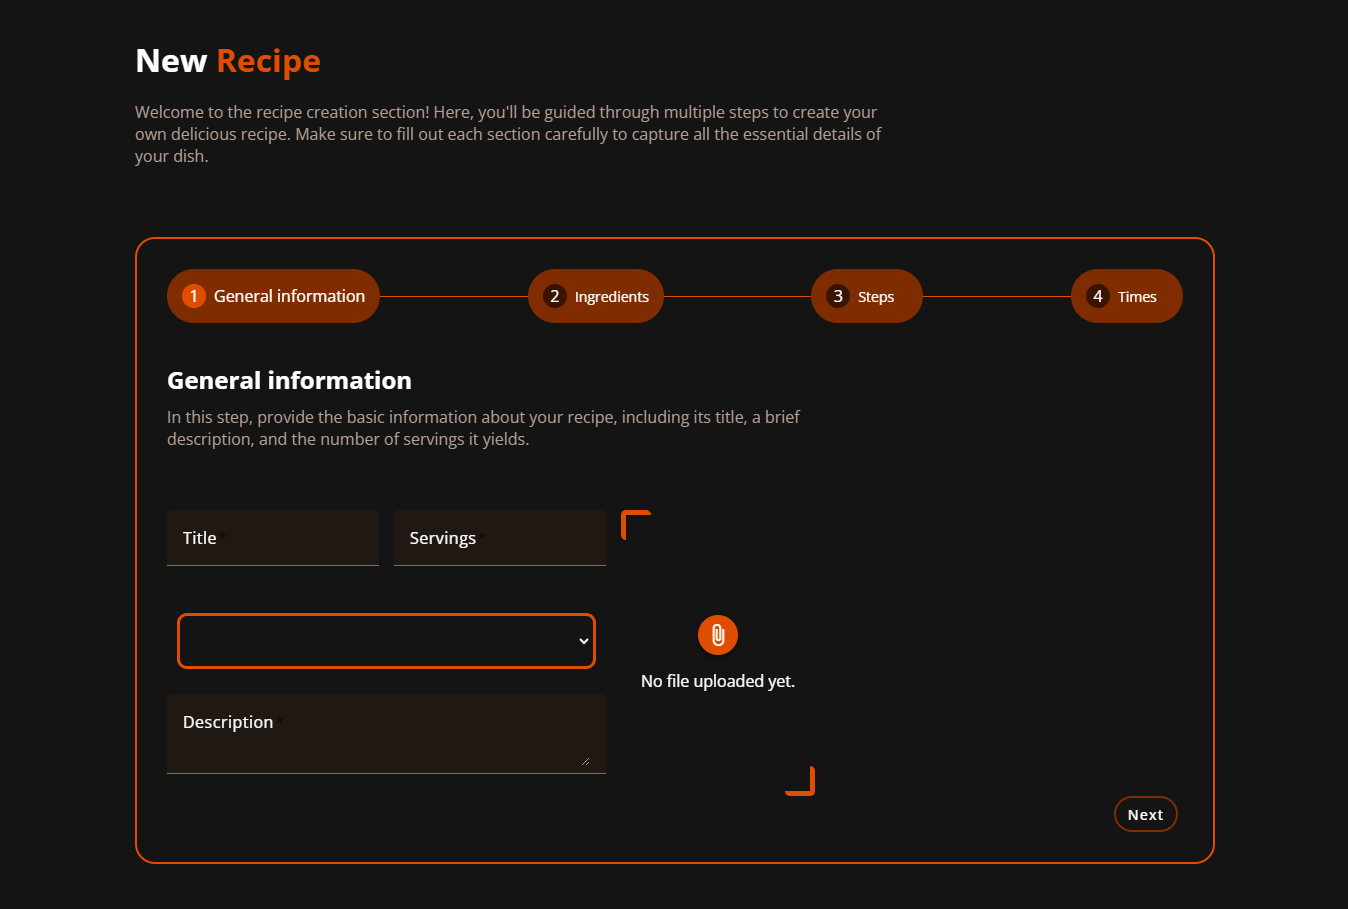 New Recipe
Welcome to the recipe creation section! Here, you'll be guided through multiple steps to create your
own delicious recipe. Make sure to fill out each section carefully to capture all the essential details of
your dish.
1 General information
2 Ingredients
3 Steps
4 Times
General information
In this step, provide the basic information about your recipe, including its title, a brief
description, and the number of servings it yields.
Title *
Servings *
No file uploaded yet.
Description *
Next